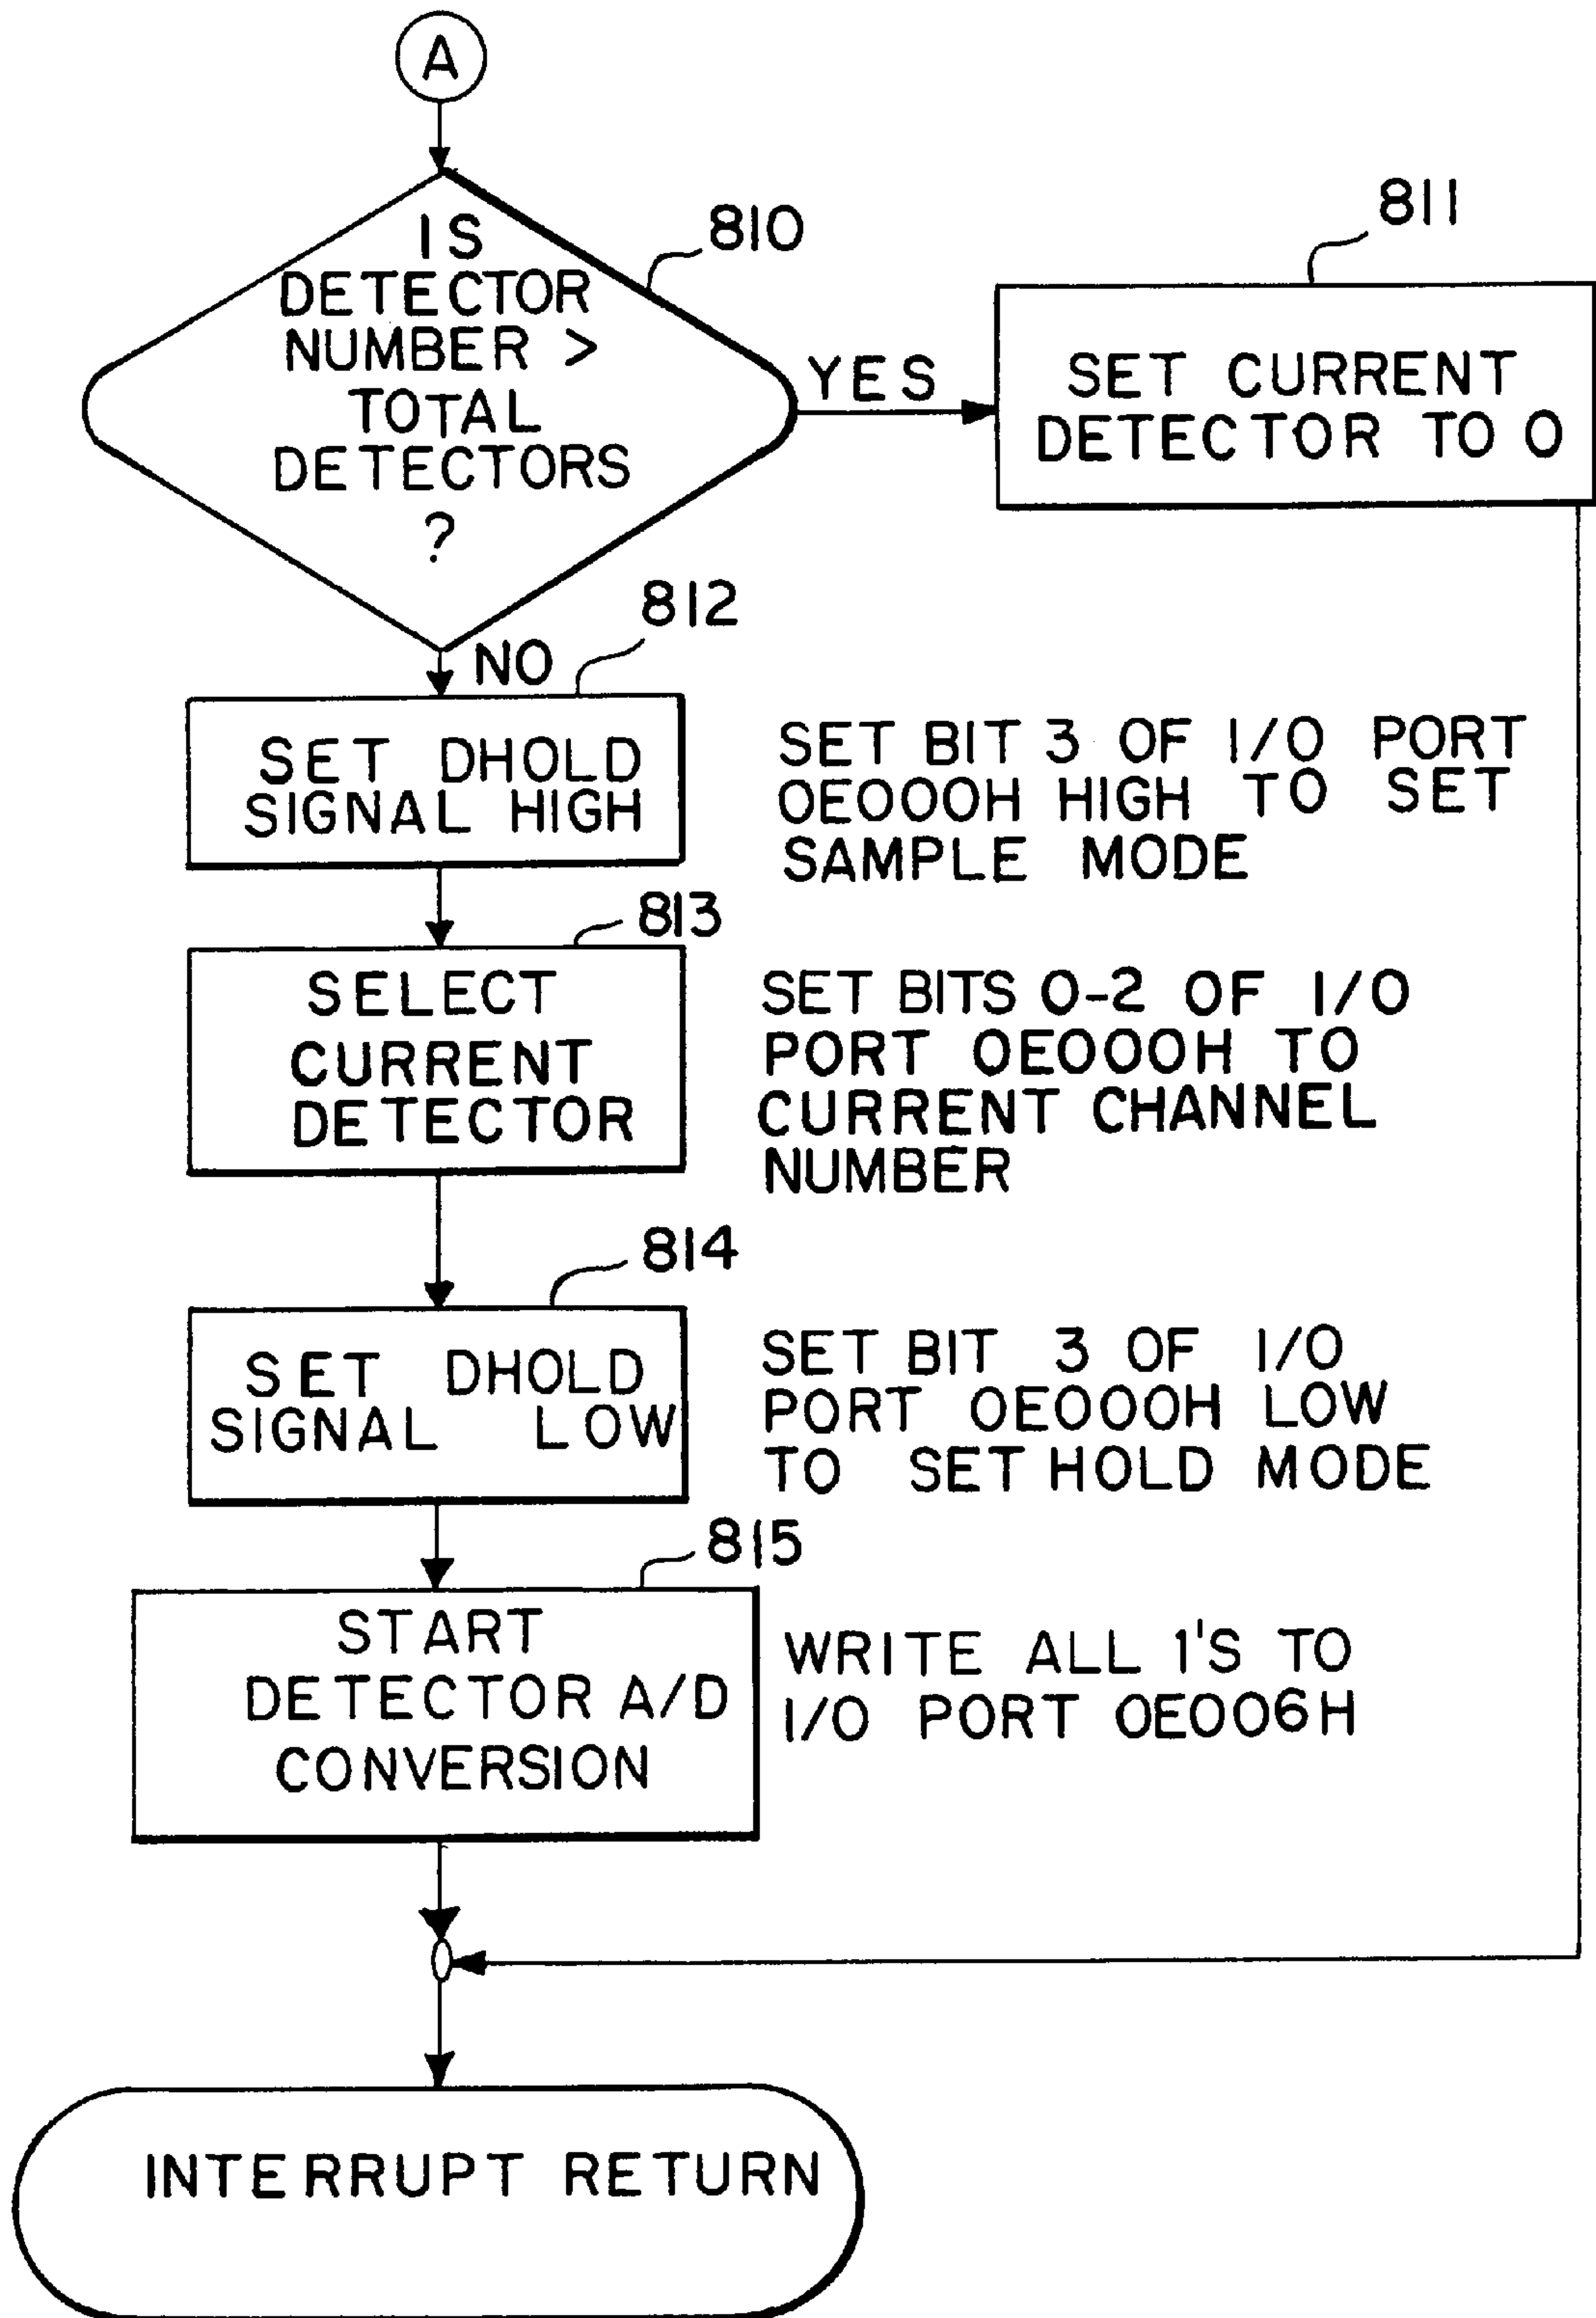 A
IS
DETECTOR
NUMBER >
TOTAL
DETECTORS
?
810
YES
811
SET CURRENT
DETECTOR TO 0
NO
812
SET DHOLD
SIGNAL HIGH
SET BIT 3 OF I/O PORT
0E000H HIGH TO SET
SAMPLE MODE
813
SELECT
CURRENT
DETECTOR
SET BITS 0-2 OF I/O
PORT 0E000H TO
CURRENT CHANNEL
NUMBER
814
SET DHOLD
SIGNAL LOW
SET BIT 3 OF I/O
PORT 0E000H LOW
TO SET HOLD MODE
815
START
DETECTOR A/D
CONVERSION
WRITE ALL 1'S TO
I/O PORT 0E006H
INTERRUPT RETURN